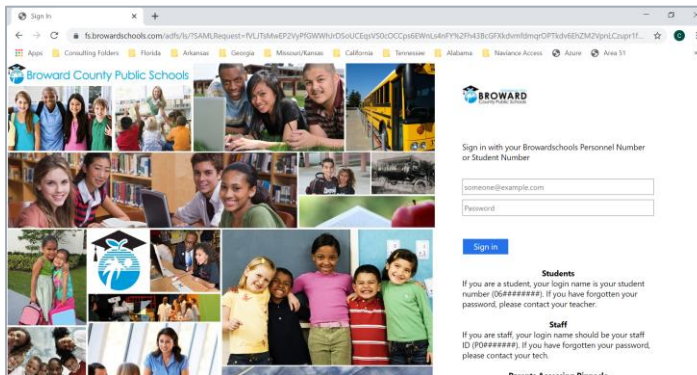 Sign In
fs.browardschools.com/adfs/ls/?SAMLRequest=
Apps Consulting Folders Florida Arkansas Georgia Missouri/Kansas California Tennessee Alabama Naviance Access Azure Area 51
Broward County Public Schools
BROWARD
County Public Schools
Sign in with your Browardschools Personnel Number
or Student Number
someone@example.com
Password
Sign in
Students
If you are a student, your login name is your student
number (06########). If you have forgotten your
password, please contact your teacher.
Staff
If you are staff, your login name should be your staff
ID (P0#######). If you have forgotten your password,
please contact your tech.